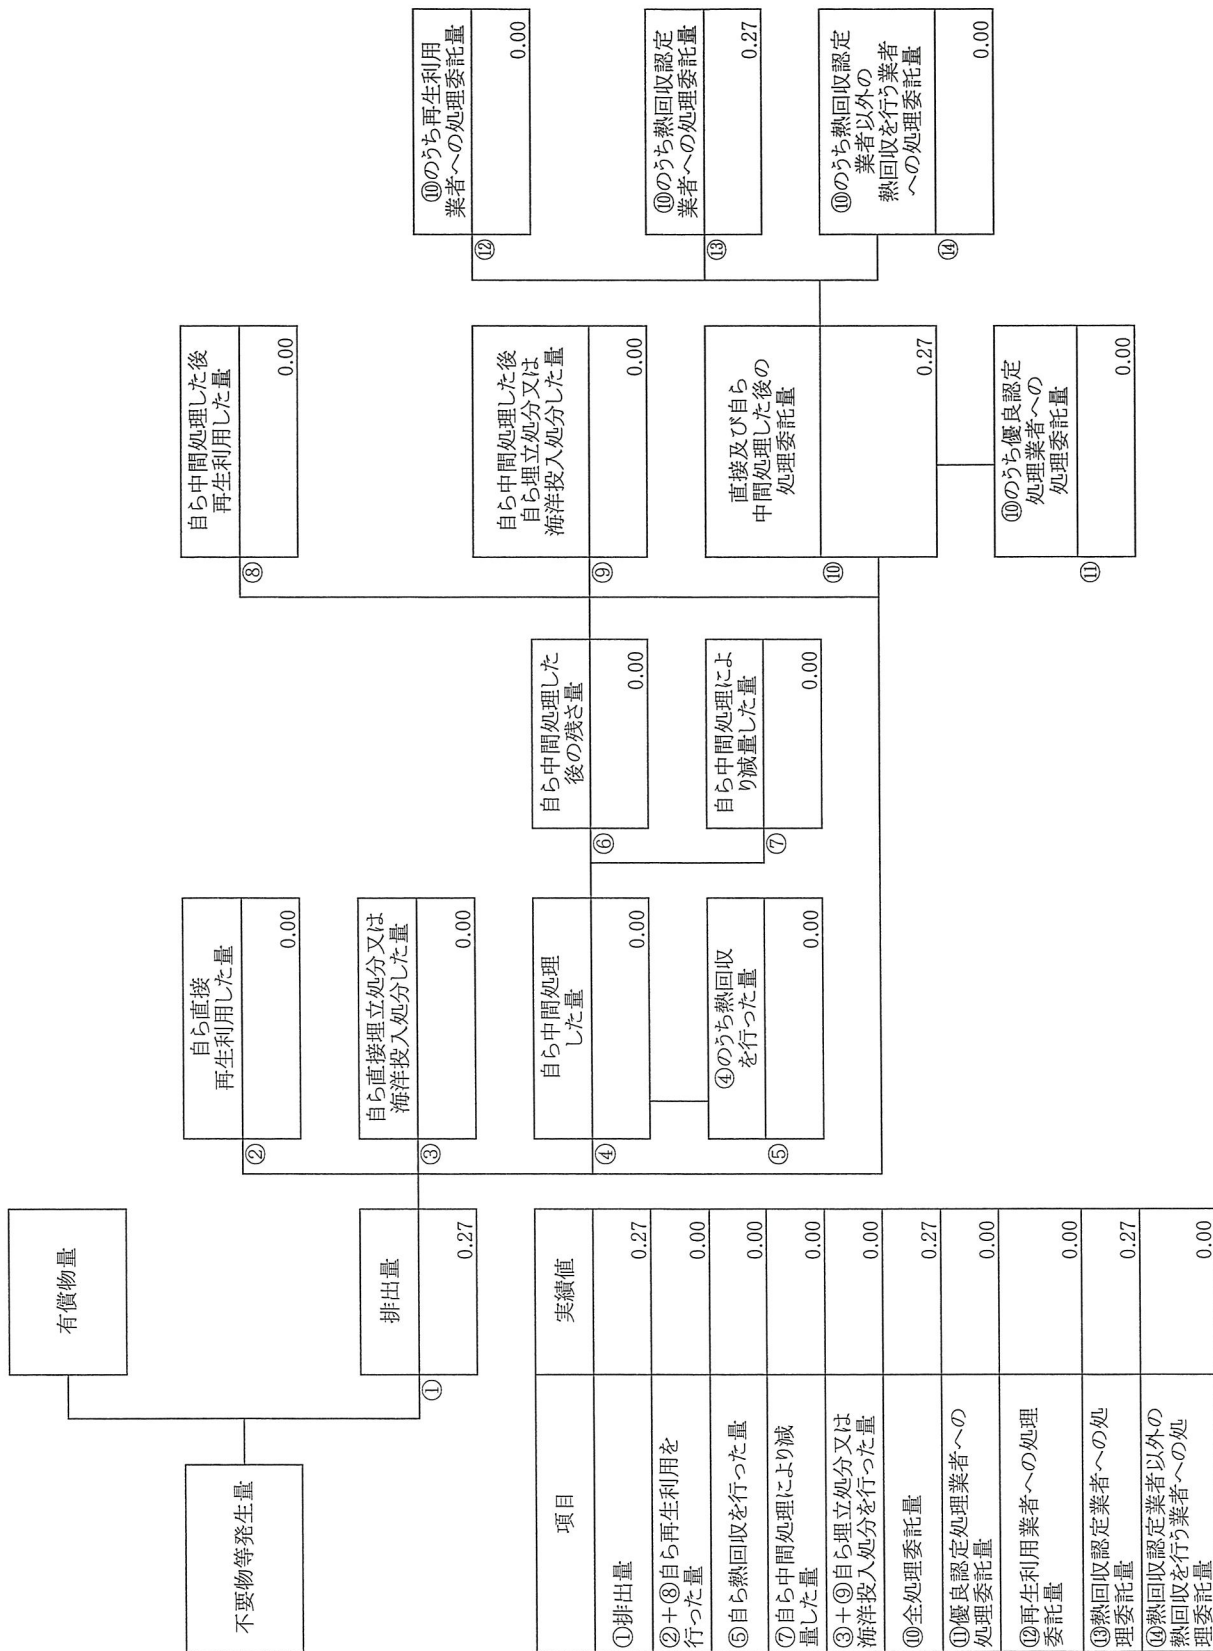 不要物等発生量
有償物量
排出量
①
0.27
自ら直接
再生利用した量
②
0.00
自ら直接埋立処分又は
海洋投入処分した量
③
0.00
自ら中間処理
した量
④
0.00
④のうち熱回収
を行った量
⑤
0.00
自ら中間処理した
後の残さ量
⑥
0.00
自ら中間処理によ
り減量した量
⑦
0.00
自ら中間処理した後
再生利用した量
⑧
0.00
自ら中間処理した後
自ら埋立処分又は
海洋投入処分した量
⑨
0.00
直接及び自ら
中間処理した後の
処理委託量
⑩
0.27
⑩のうち優良認定
処理業者への
処理委託量
⑪
0.00
⑩のうち再生利用
業者への処理委託量
⑫
0.00
⑩のうち熱回収認定
業者への処理委託量
⑬
0.27
⑩のうち熱回収認定
業者以外の
熱回収を行う業者
への処理委託量
⑭
0.00
項目
実績値
①排出量
0.27
②+⑧自ら再生利用を
行った量
0.00
⑤自ら熱回収を行った量
0.00
⑦自ら中間処理により減
量した量
0.00
③+⑨自ら埋立処分又は
海洋投入処分を行った量
0.00
⑩全処理委託量
0.27
⑪優良認定処理業者への
処理委託量
0.00
⑫再生利用業者への処理
委託量
0.00
⑬熱回収認定業者への処
理委託量
0.27
⑭熱回収認定業者以外の
熱回収を行う業者への処
理委託量
0.00